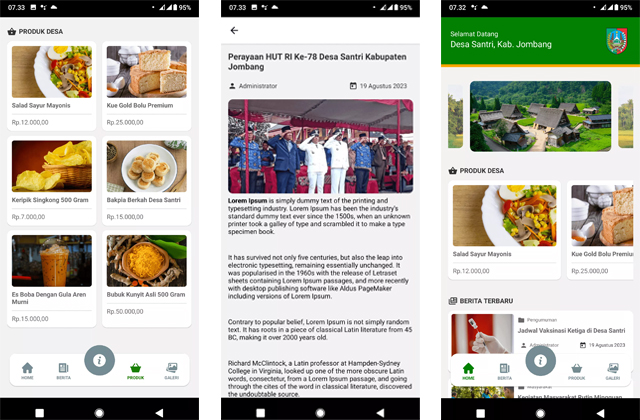 07.33
95%
PRODUK DESA
Salad Sayur Mayonis
Rp.12.000,00
Kue Gold Bolu Premium
Rp.25.000,00
Keripik Singkong 500 Gram
Rp.7.000,00
Bakpia Berkah Desa Santri
Rp.15.000,00
Es Boba Dengan Gula Aren
Murni
Rp.15.000,00
Bubuk Kunyit Asli 500 Gram
Rp.50.000,00
HOME
BERITA
PRODUK
GALERI
07.33
95%
Perayaan HUT RI Ke-78 Desa Santri Kabupaten
Jombang
Administrator
19 Agustus 2023
Lorem Ipsum is simply dummy text of the printing and
typesetting industry. Lorem Ipsum has been the industry's
standard dummy text ever since the 1500s, when an unknown
printer took a galley of type and scrambled it to make a type
specimen book.
It has survived not only five centuries, but also the leap into
electronic typesetting, remaining essentially unchanged. It
was popularised in the 1960s with the release of Letraset
sheets containing Lorem Ipsum passages, and more recently
with desktop publishing software like Aldus PageMaker
including versions of Lorem Ipsum.
Contrary to popular belief, Lorem Ipsum is not simply random
text. It has roots in a piece of classical Latin literature from 45
BC, making it over 2000 years old.
Richard McClintock, a Latin professor at Hampden-Sydney
College in Virginia, looked up one of the more obscure Latin
words, consectetur, from a Lorem Ipsum passage, and going
through the cites of the word in classical literature, discovered
the undoubtable source.
07.32
95%
Selamat Datang
Desa Santri, Kab. Jombang
PRODUK DESA
Salad Sayur Mayonis
Rp.12.000,00
Kue Gold Bolu P
Rp.25.000,00
BERITA TERBARU
Pengumuman
Jadwal Vaksinasi Ketiga di Desa Santri
Administrator
19 Agustus 2023
HOME
BERITA
PRODUK
GALERI
Kegiatan Masyarakat Rutin Mingguan